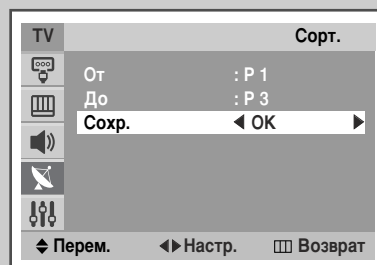 TV Сорт.
От : P 1
До : P 3
Сохр. ◀ OK ▶
Перем. Настр. Возврат